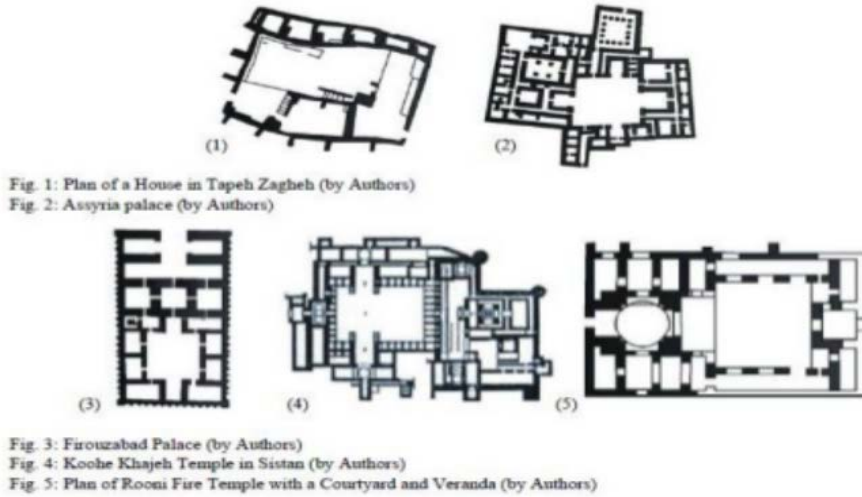 (1)
(2)
Fig. 1: Plan of a House in Tapeh Zagheh (by Authors)
Fig. 2: Assyria palace (by Authors)
(3)
(4)
(5)
Fig. 3: Firouzabad Palace (by Authors)
Fig. 4: Koohe Khajeh Temple in Sistan (by Authors)
Fig. 5: Plan of Rooni Fire Temple with a Courtyard and Veranda (by Authors)